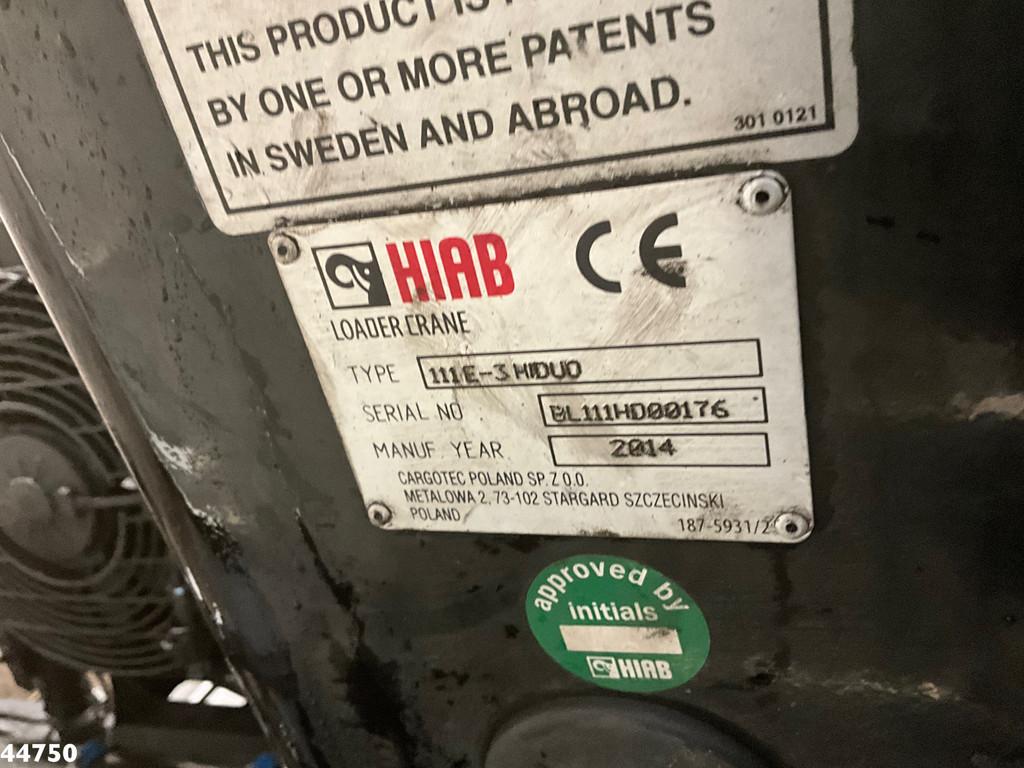 THIS PRODUCT IS
BY ONE OR MORE PATENTS
IN SWEDEN AND ABROAD.
301 0121
HIAB CE
LOADER CRANE
TYPE 111E-3 HIDUO
SERIAL NO. BL111HD00176
MANUF. YEAR 2014
CARGOTEC POLAND SP. Z O.O.
METALOWA 2, 73-102 STARGARD SZCZECINSKI
POLAND
187-5931/2
approved by
initials
HIAB
44750